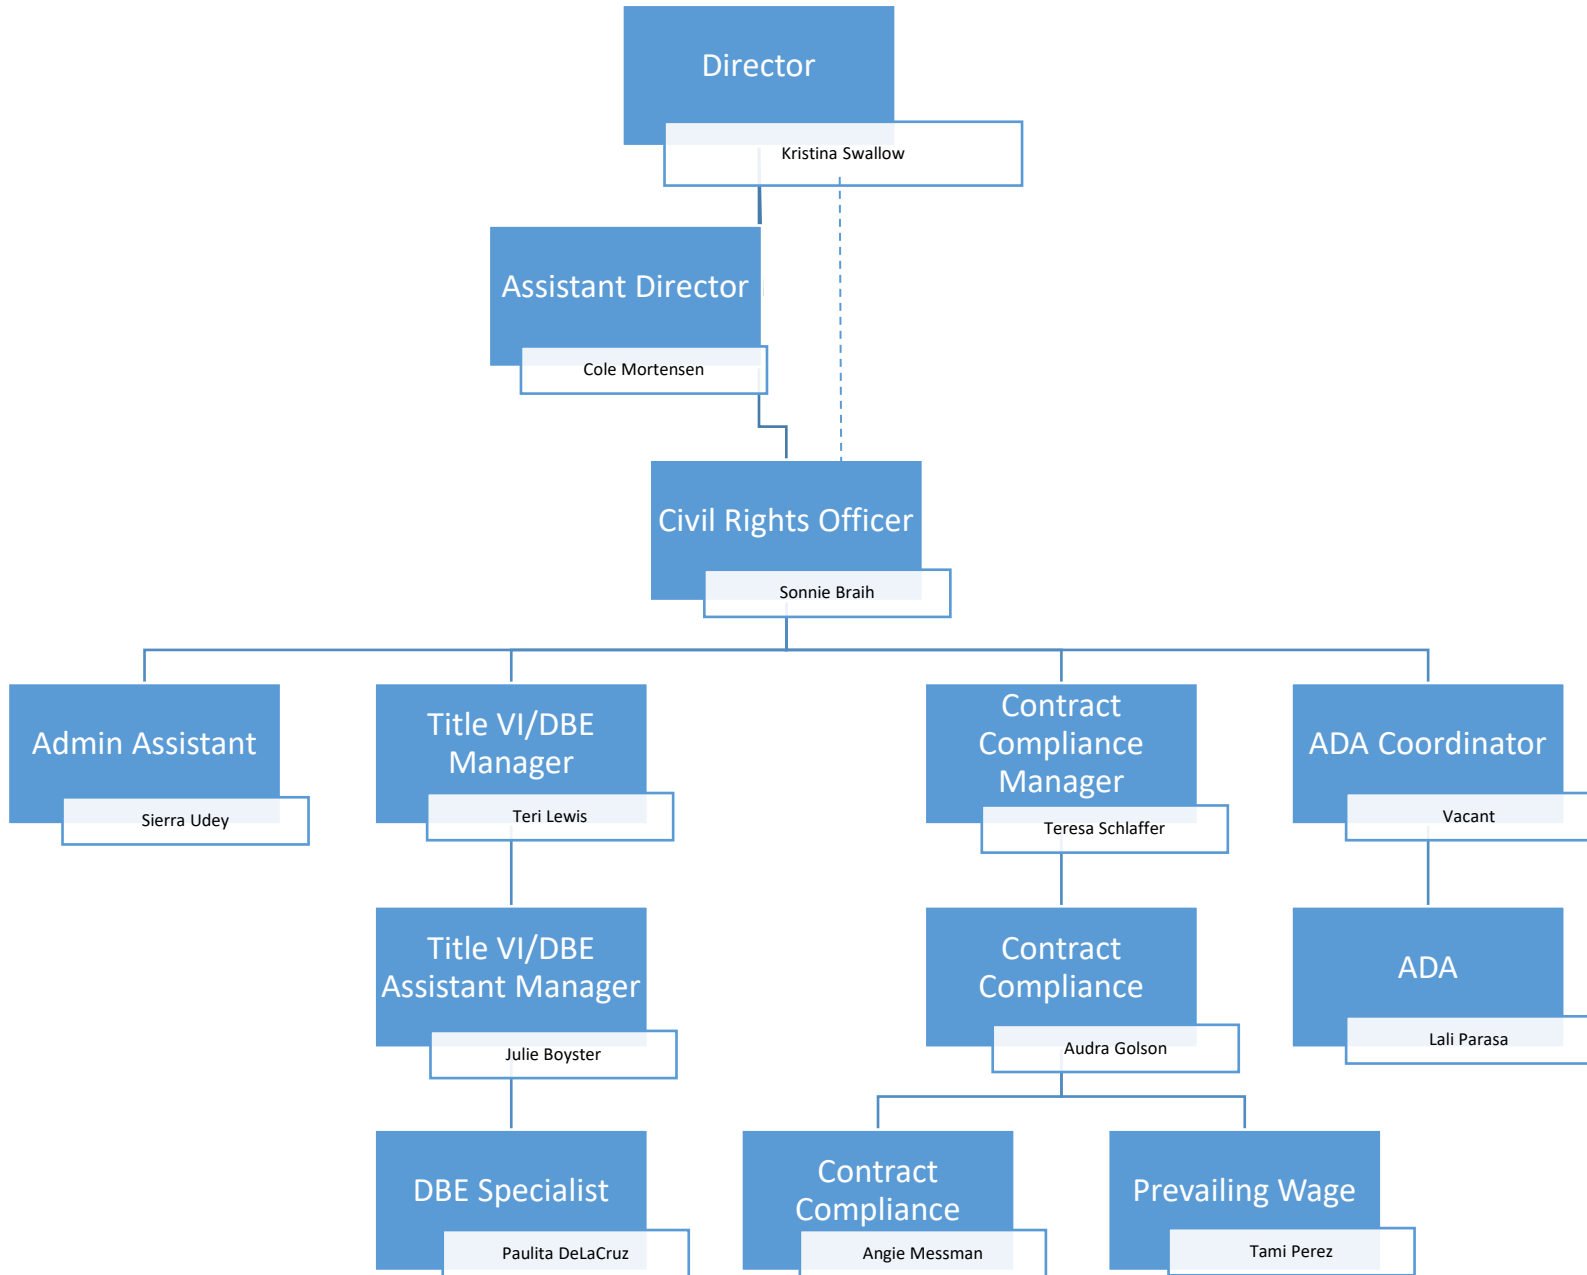 Director
Kristina Swallow
Assistant Director
Cole Mortensen
Civil Rights Officer
Sonnie Braih
Admin Assistant
Sierra Udey
Title VI/DBE
Manager
Teri Lewis
Contract
Compliance
Manager
Teresa Schlaffer
ADA Coordinator
Vacant
Title VI/DBE
Assistant Manager
Julie Boyster
Contract
Compliance
Audra Golson
ADA
Lali Parasa
DBE Specialist
Paulita DeLaCruz
Contract
Compliance
Angie Messman
Prevailing Wage
Tami Perez